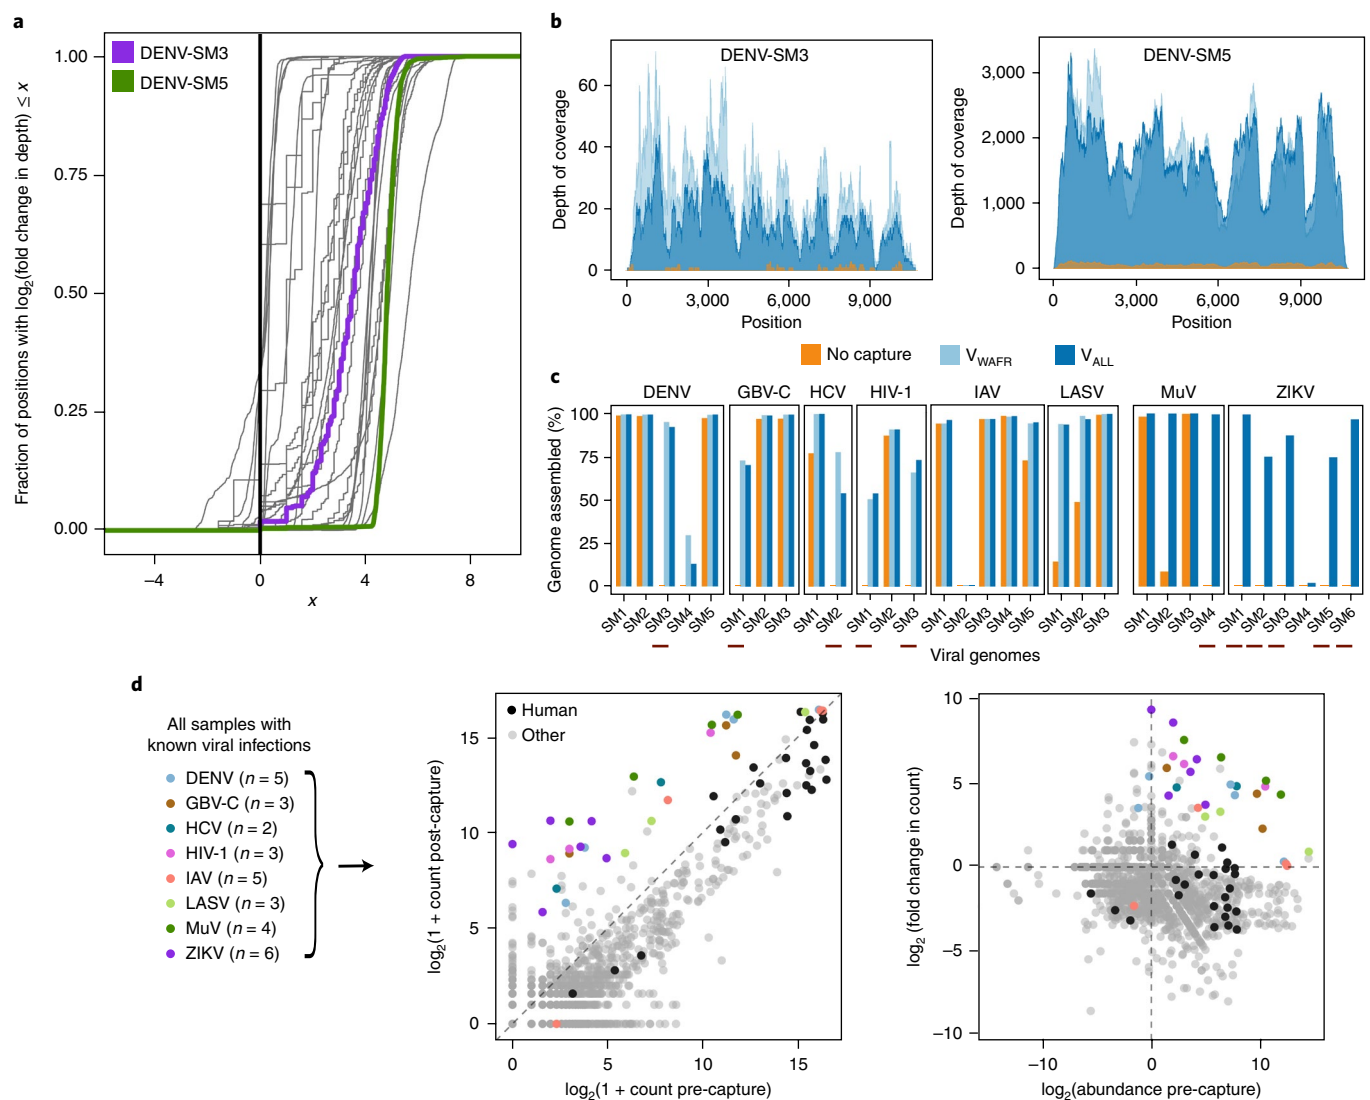 a
DENV-SM3
DENV-SM5
Fraction of positions with log2(fold change in depth) ≤ x
1.00
0.75
0.50
0.25
0.00
−4
0
4
8
x
b
DENV-SM3
Depth of coverage
60
40
20
0
0
3,000
6,000
9,000
Position
DENV-SM5
Depth of coverage
3,000
2,000
1,000
0
0
3,000
6,000
9,000
Position
No capture
VWAFR
VALL
c
DENV
GBV-C
HCV
HIV-1
IAV
LASV
MuV
ZIKV
Genome assembled (%)
100
75
50
25
0
SM1 SM2 SM3 SM4 SM5
SM1 SM2 SM3
SM1 SM2
SM1 SM2 SM3
SM1 SM2 SM3 SM4 SM5
SM1 SM2 SM3
SM1 SM2 SM3 SM4
SM1 SM2 SM3 SM4 SM5 SM6
Viral genomes
d
All samples with
known viral infections
DENV (n = 5)
GBV-C (n = 3)
HCV (n = 2)
HIV-1 (n = 3)
IAV (n = 5)
LASV (n = 3)
MuV (n = 4)
ZIKV (n = 6)
Human
Other
log2(1 + count post-capture)
15
10
5
0
0
5
10
15
log2(1 + count pre-capture)
log2 (fold change in count)
10
5
0
−5
−10
−10
0
10
log2(abundance pre-capture)